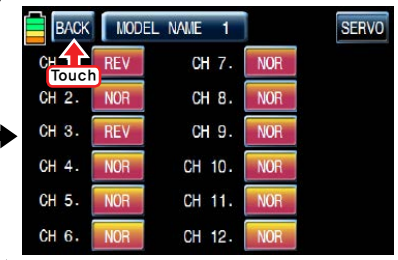 BACK MODEL NAME 1 SERVO
CH REV CH 7. NOR
Touch
CH 2. NOR CH 8. NOR
CH 3. REV CH 9. NOR
CH 4. NOR CH 10. NOR
CH 5. NOR CH 11. NOR
CH 6. NOR CH 12. NOR